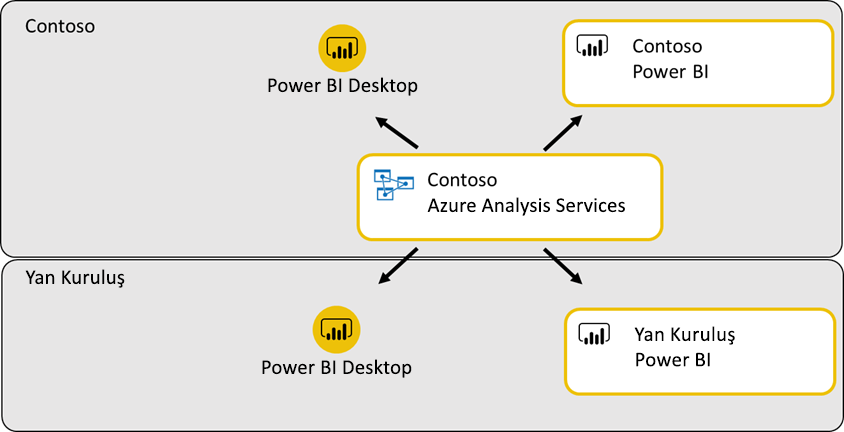 Contoso
Power BI Desktop
Contoso
Power BI
Contoso
Azure Analysis Services
Yan Kuruluş
Power BI Desktop
Yan Kuruluş
Power BI